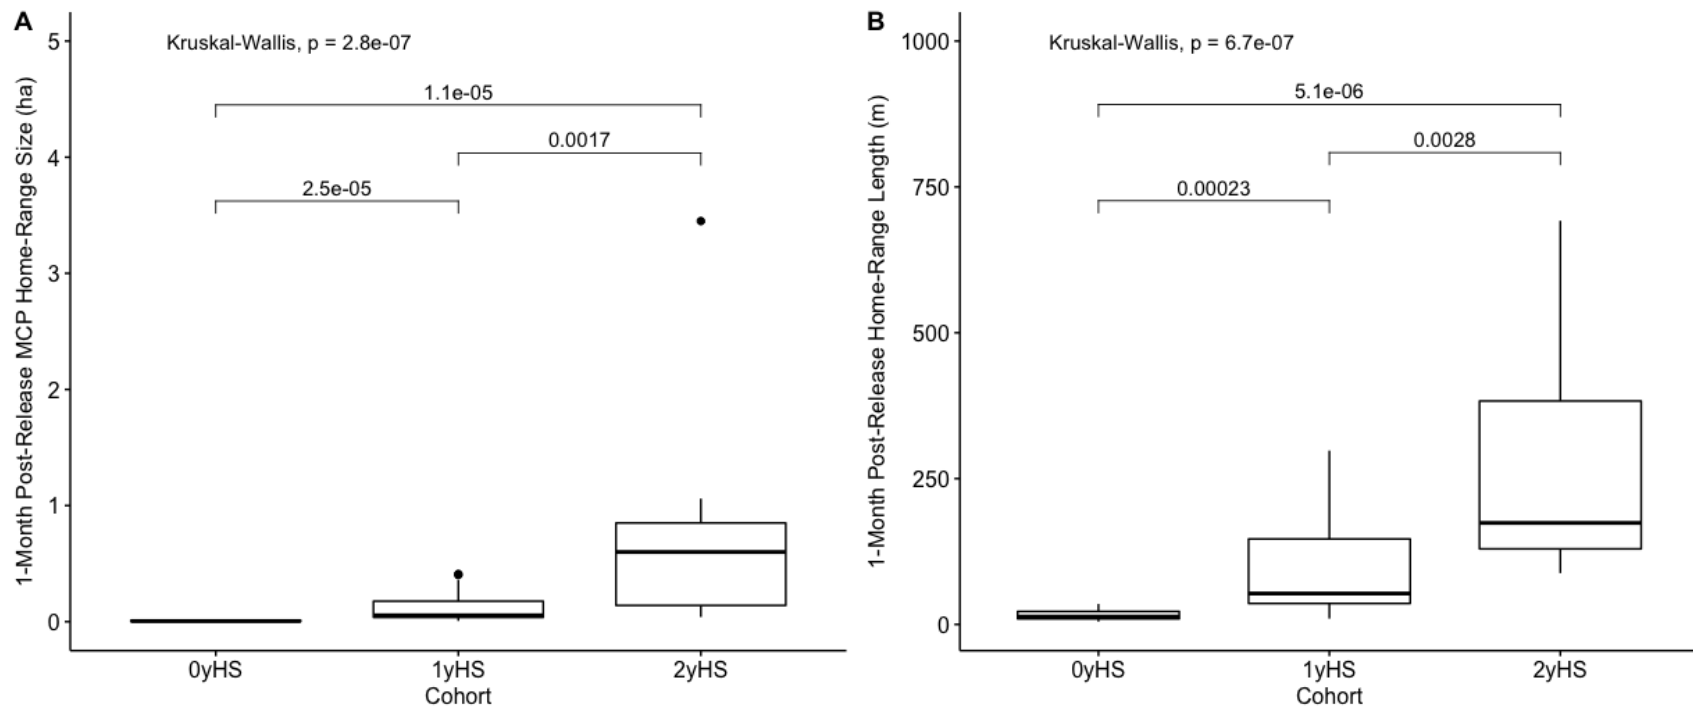 A
Kruskal-Wallis, p = 2.8e-07
1.1e-05
0.0017
2.5e-05
1-Month Post-Release MCP Home-Range Size (ha)
5
4
3
2
1
0
0yHS 1yHS 2yHS
Cohort
B
Kruskal-Wallis, p = 6.7e-07
5.1e-06
0.0028
0.00023
1-Month Post-Release Home-Range Length (m)
1000
750
500
250
0
0yHS 1yHS 2yHS
Cohort